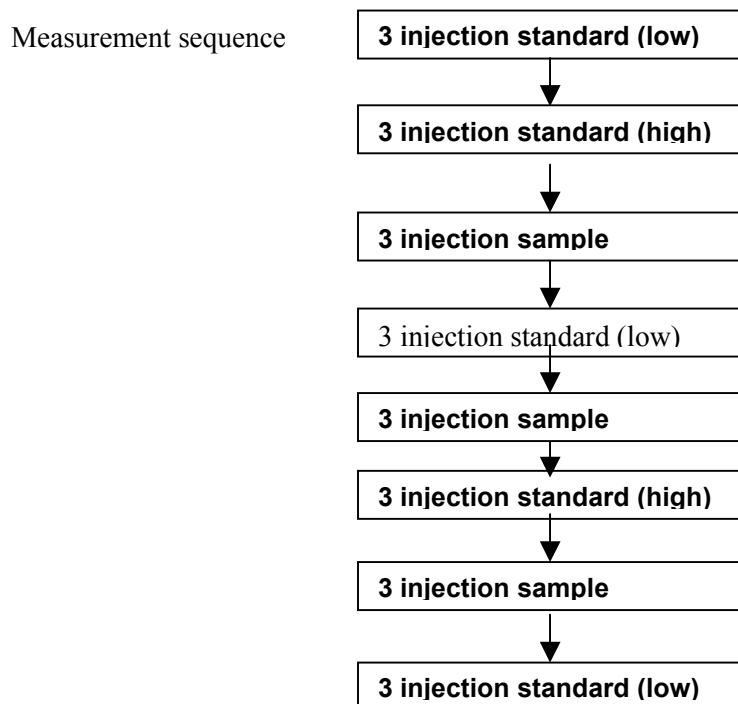 Measurement sequence
3 injection standard (low)
3 injection standard (high)
3 injection sample
3 injection standard (low)
3 injection sample
3 injection standard (high)
3 injection sample
3 injection standard (low)